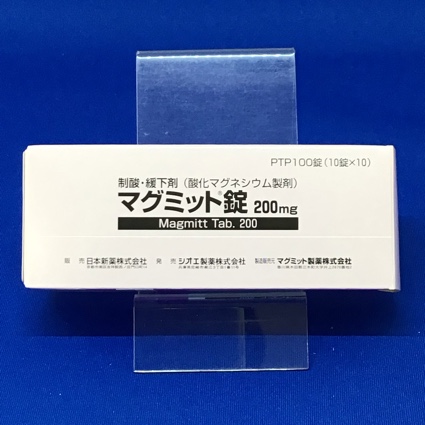 PTP100錠(10錠×10)
制酸・緩下剤(酸化マグネシウム製剤)
マグミット®錠 200mg
Magmitt Tab. 200
販 売 日本新薬株式会社 発 売 シオエ製薬株式会社 製造販売元 マグミット製薬株式会社